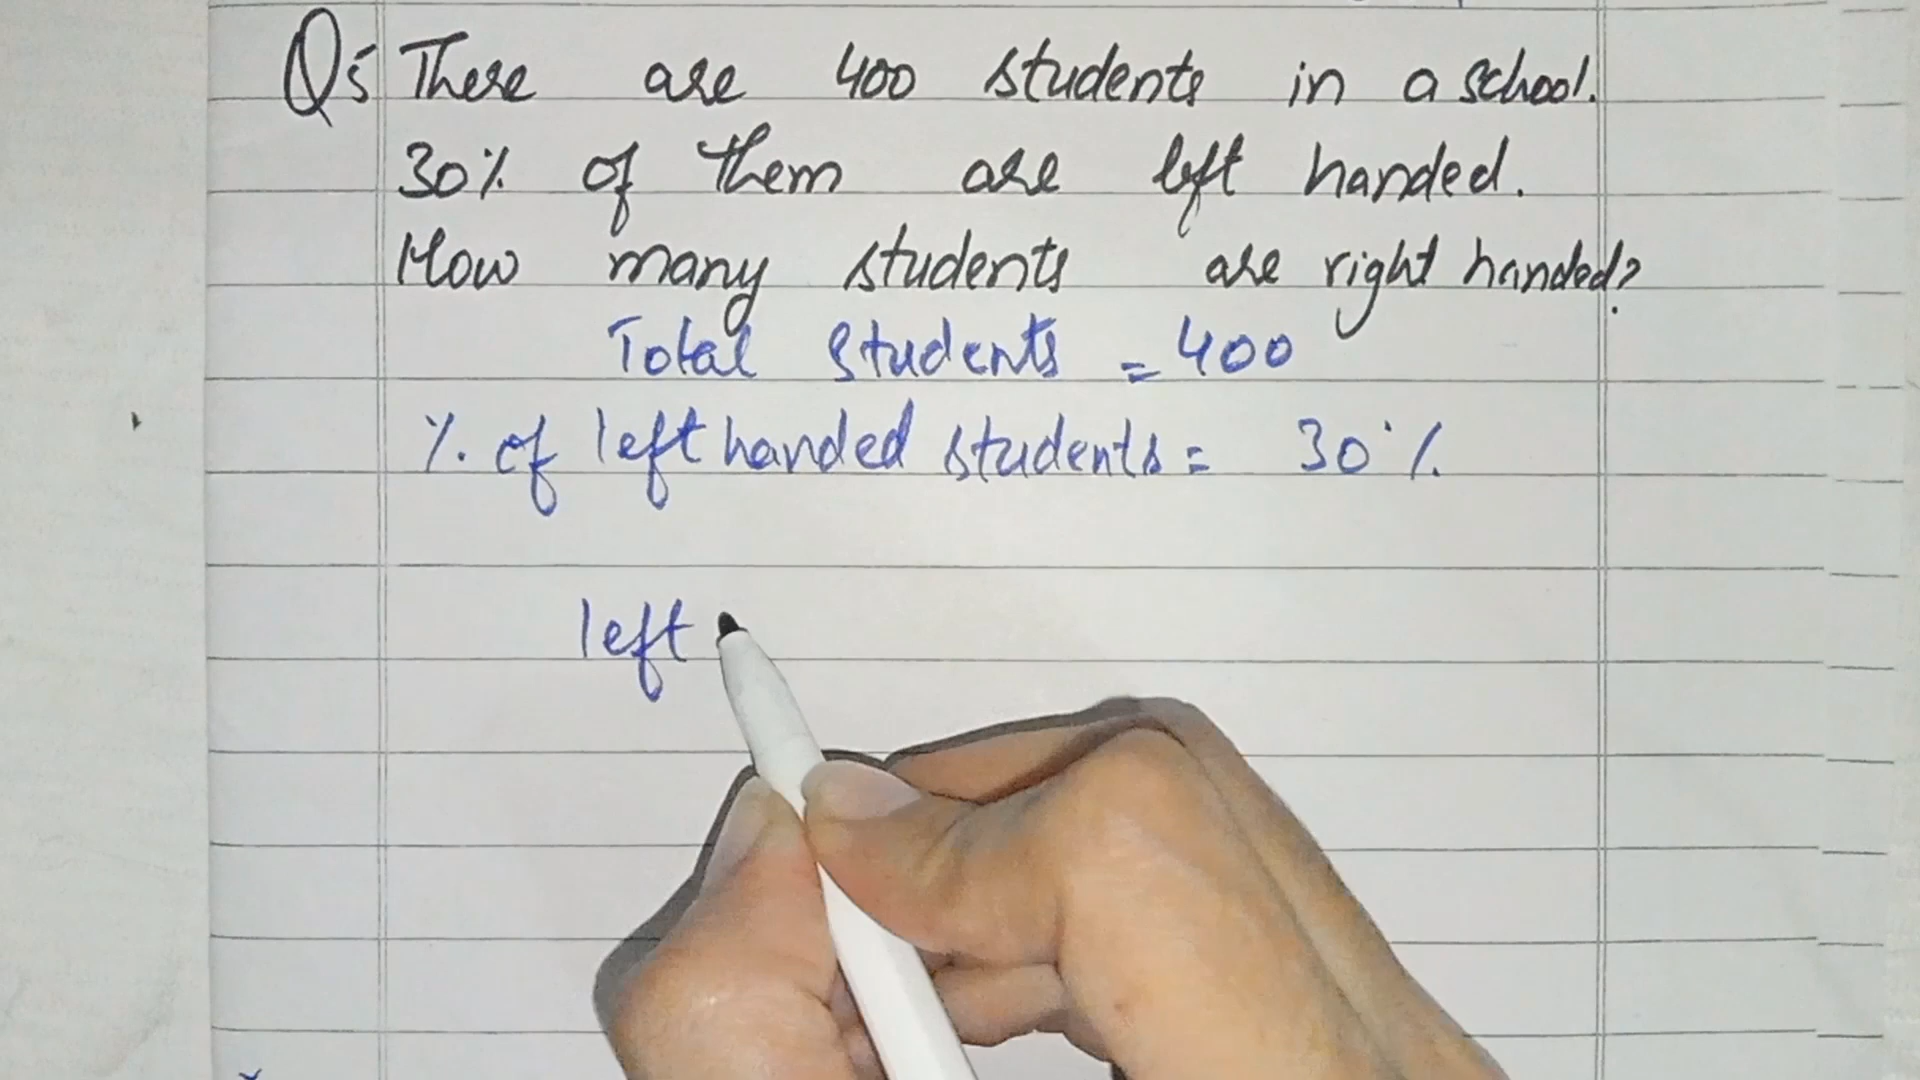 Q5 There are 400 students in a school.
30% of them are left handed.
How many students are right handed?
Total students = 400
% of left handed students = 30%
left